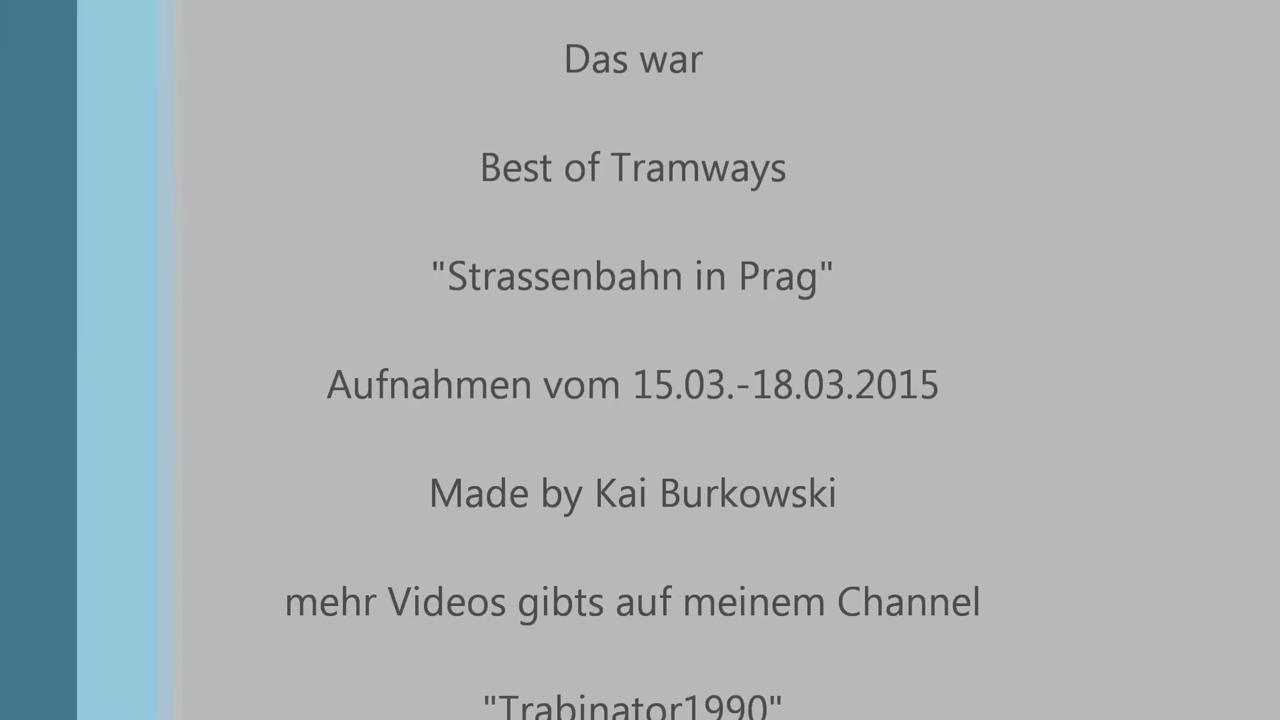 Das war
Best of Tramways
"Strassenbahn in Prag"
Aufnahmen vom 15.03.-18.03.2015
Made by Kai Burkowski
mehr Videos gibts auf meinem Channel
"Trabinator1990"